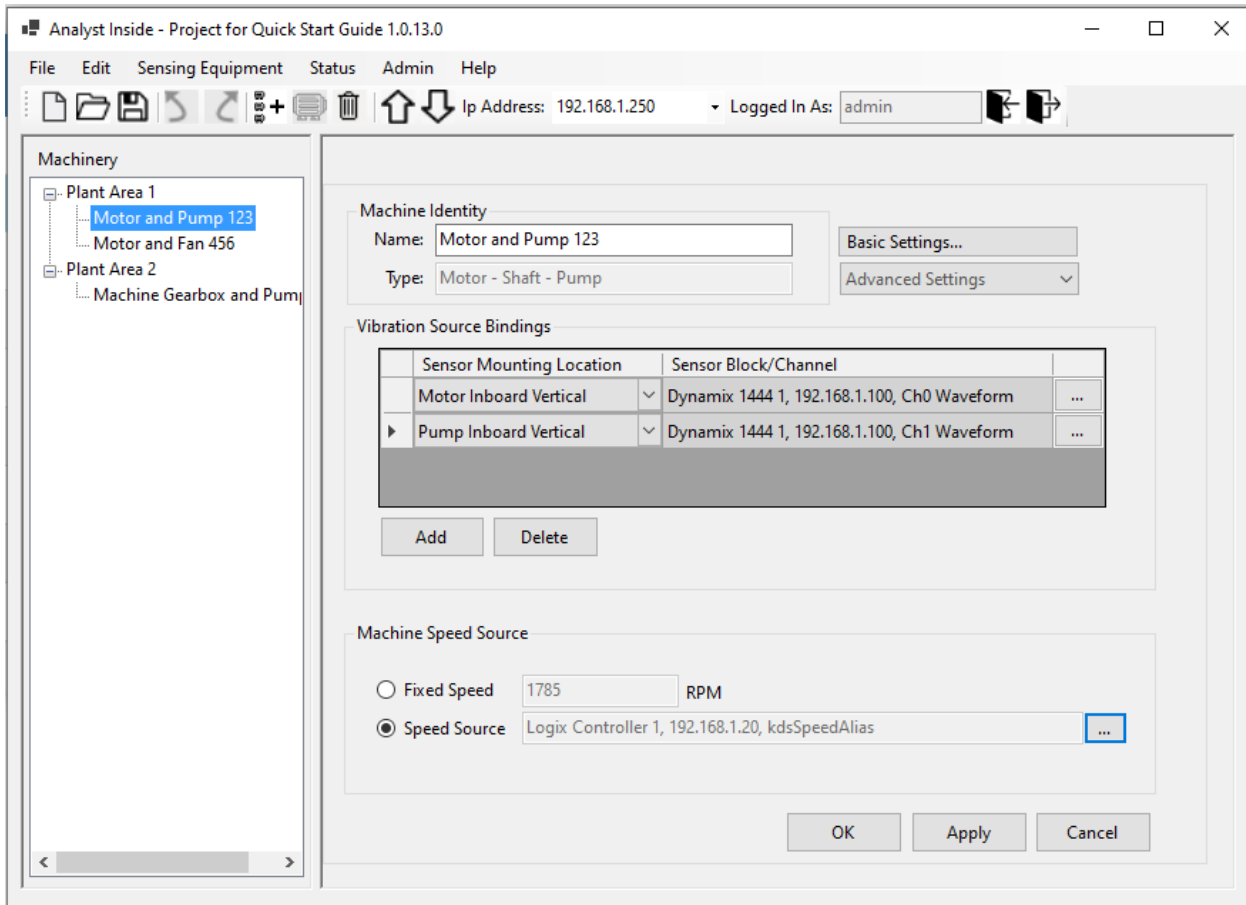 Analyst Inside - Project for Quick Start Guide 1.0.13.0
File Edit Sensing Equipment Status Admin Help
Ip Address: 192.168.1.250 Logged In As: admin
Machinery
Plant Area 1
Motor and Pump 123
Motor and Fan 456
Plant Area 2
Machine Gearbox and Pump
Machine Identity
Name: Motor and Pump 123
Basic Settings...
Type: Motor - Shaft - Pump
Advanced Settings
Vibration Source Bindings
Sensor Mounting Location Sensor Block/Channel
Motor Inboard Vertical Dynamix 1444 1, 192.168.1.100, Ch0 Waveform ...
Pump Inboard Vertical Dynamix 1444 1, 192.168.1.100, Ch1 Waveform ...
Add Delete
Machine Speed Source
Fixed Speed 1785 RPM
Speed Source Logix Controller 1, 192.168.1.20, kdsSpeedAlias ...
OK Apply Cancel